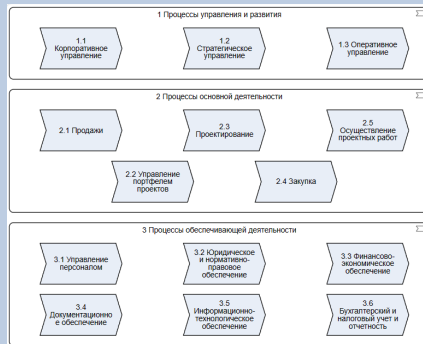 1 Процессы управления и развития
1.1
Корпоративное
управление
1.2
Стратегическое
управление
1.3 Оперативное
управление
2 Процессы основной деятельности
2.1 Продажи
2.3
Проектирование
2.5
Осуществление
проектных работ
2.2 Управление
портфелем
проектов
2.4 Закупка
3 Процессы обеспечивающей деятельности
3.1 Управление
персоналом
3.2 Юридическое
и нормативно-
правовое
обеспечение
3.3 Финансово-
экономическое
обеспечение
3.4
Документационно
е обеспечение
3.5
Информационно-
технологическое
обеспечение
3.6
Бухгалтерский и
налоговый учет и
отчетность